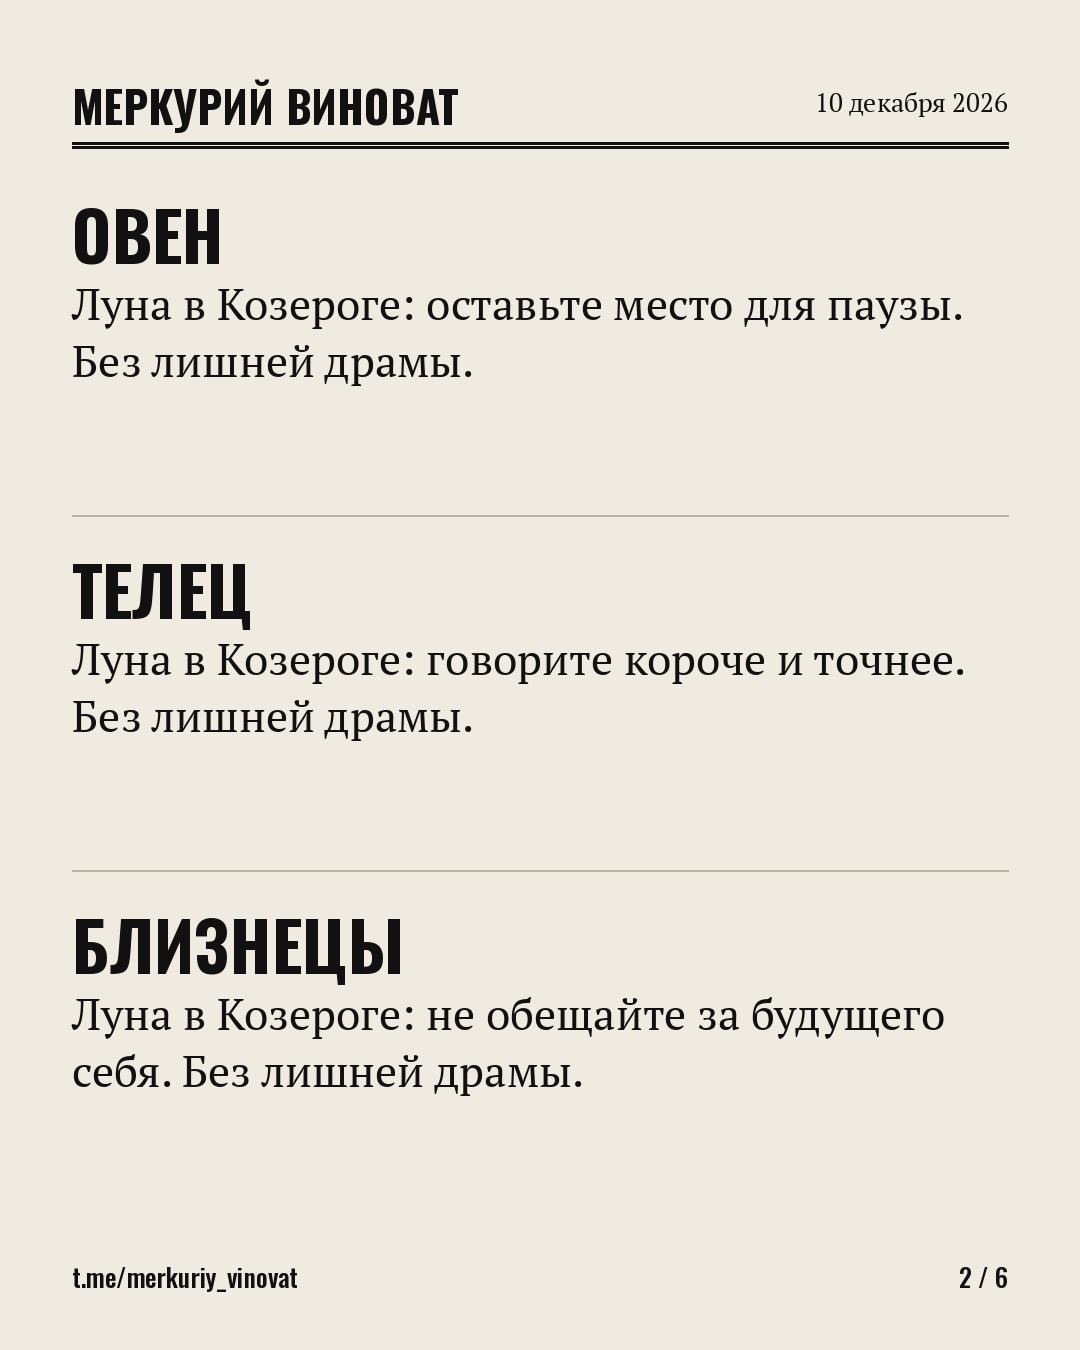 МЕРКУРИЙ ВИНОВАТ
10 декабря 2026
ОВЕН
Луна в Козероге: оставьте место для паузы.
Без лишней драмы.
ТЕЛЕЦ
Луна в Козероге: говорите короче и точнее.
Без лишней драмы.
БЛИЗНЕЦЫ
Луна в Козероге: не обещайте за будущего
себя. Без лишней драмы.
t.me/merkuriy_vinovat
2 / 6